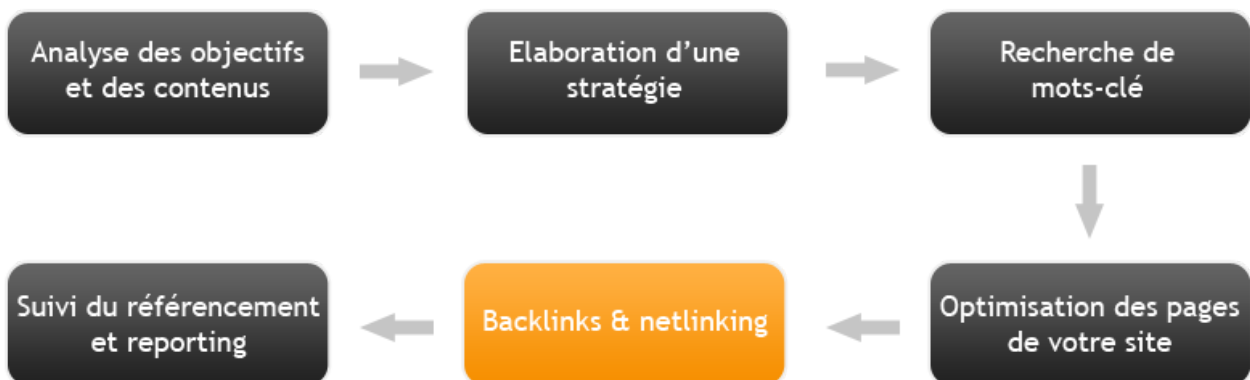 Analyse des objectifs
et des contenus
Elaboration d’une
stratégie
Recherche de
mots-clé
Optimisation des pages
de votre site
Backlinks & netlinking
Suivi du référencement
et reporting